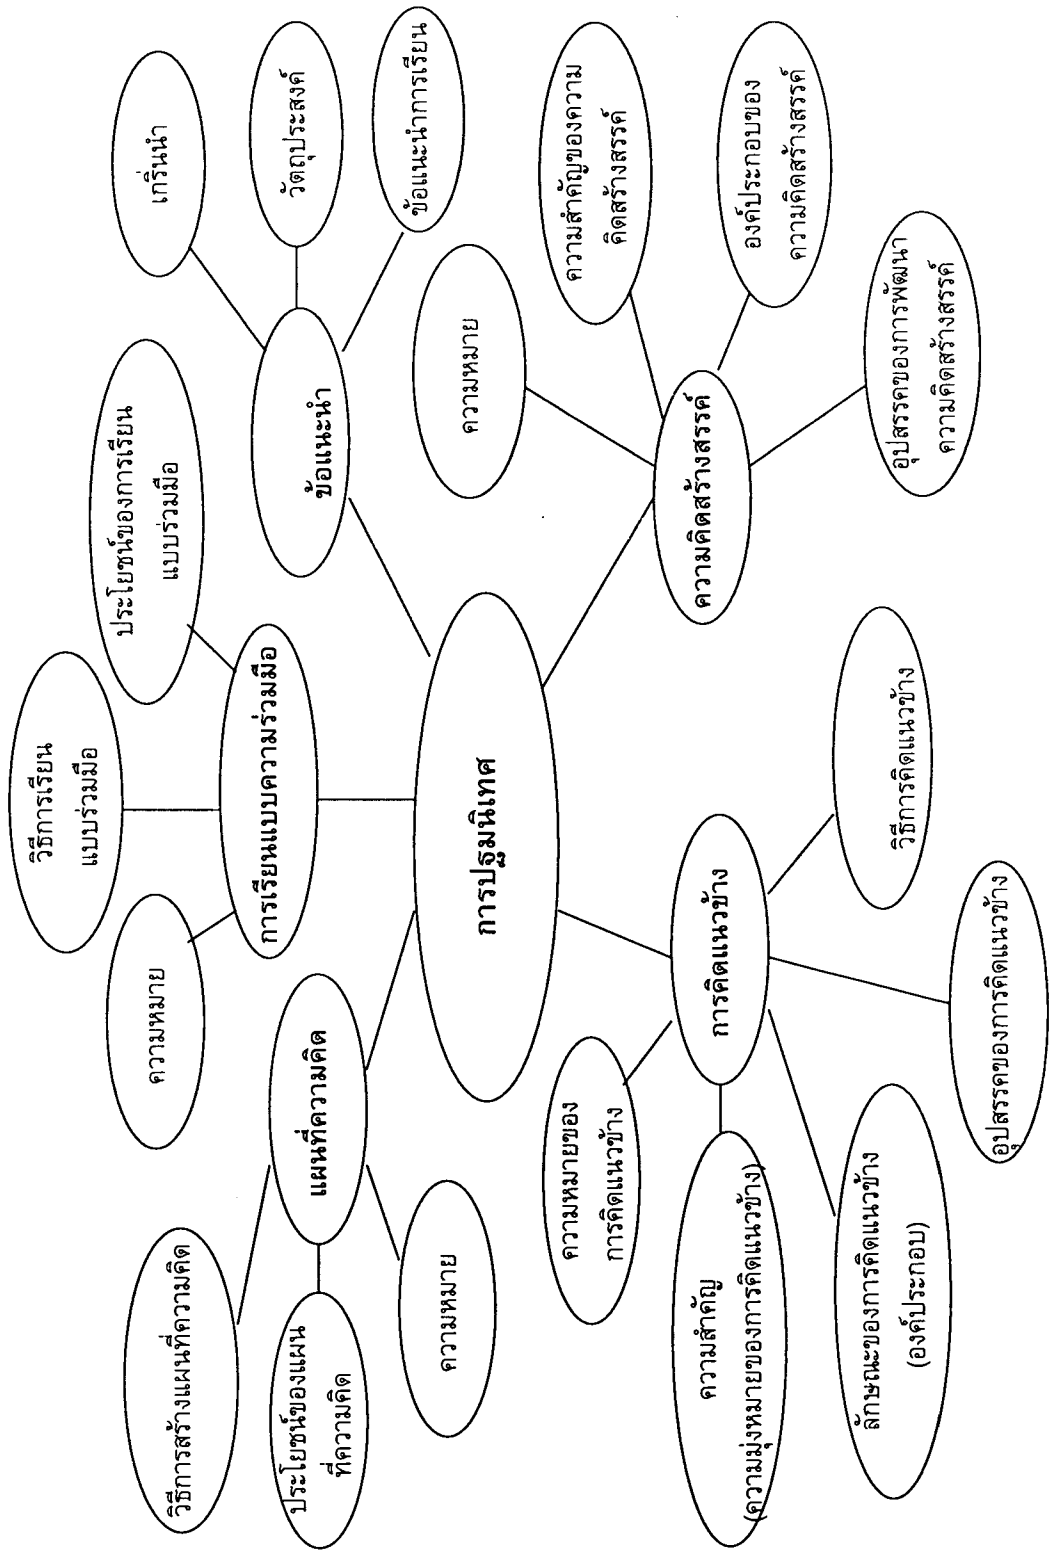 วิธีการสร้างแผนที่ความคิด
ประโยชน์ของแผน
ที่ความคิด
ความหมาย
แผนที่ความคิด
ความหมาย
วิธีการเรียน
แบบร่วมมือ
ประโยชน์ของการเรียน
แบบร่วมมือ
การเรียนแบบความร่วมมือ
เกริ่นนำ
วัตถุประสงค์
ข้อแนะนำการเรียน
ข้อแนะนำ
การปฐมนิเทศ
ความหมายของ
การคิดแนวข้าง
ความสำคัญ
(ความมุ่งหมายของการคิดแนวข้าง)
ลักษณะของการคิดแนวข้าง
(องค์ประกอบ)
อุปสรรคของการคิดแนวข้าง
วิธีการคิดแนวข้าง
การคิดแนวข้าง
ความคิดสร้างสรรค์
ความหมาย
ความสำคัญของความ
คิดสร้างสรรค์
องค์ประกอบของ
ความคิดสร้างสรรค์
อุปสรรคของการพัฒนา
ความคิดสร้างสรรค์